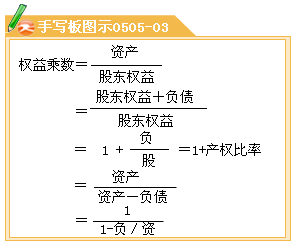 手写板图示0505-03
权益乘数＝资产/股东权益
＝股东权益＋负债/股东权益
＝ 1 + 负/股 ＝1+产权比率
＝ 资产/资产－负债
＝ 1/1-负/资